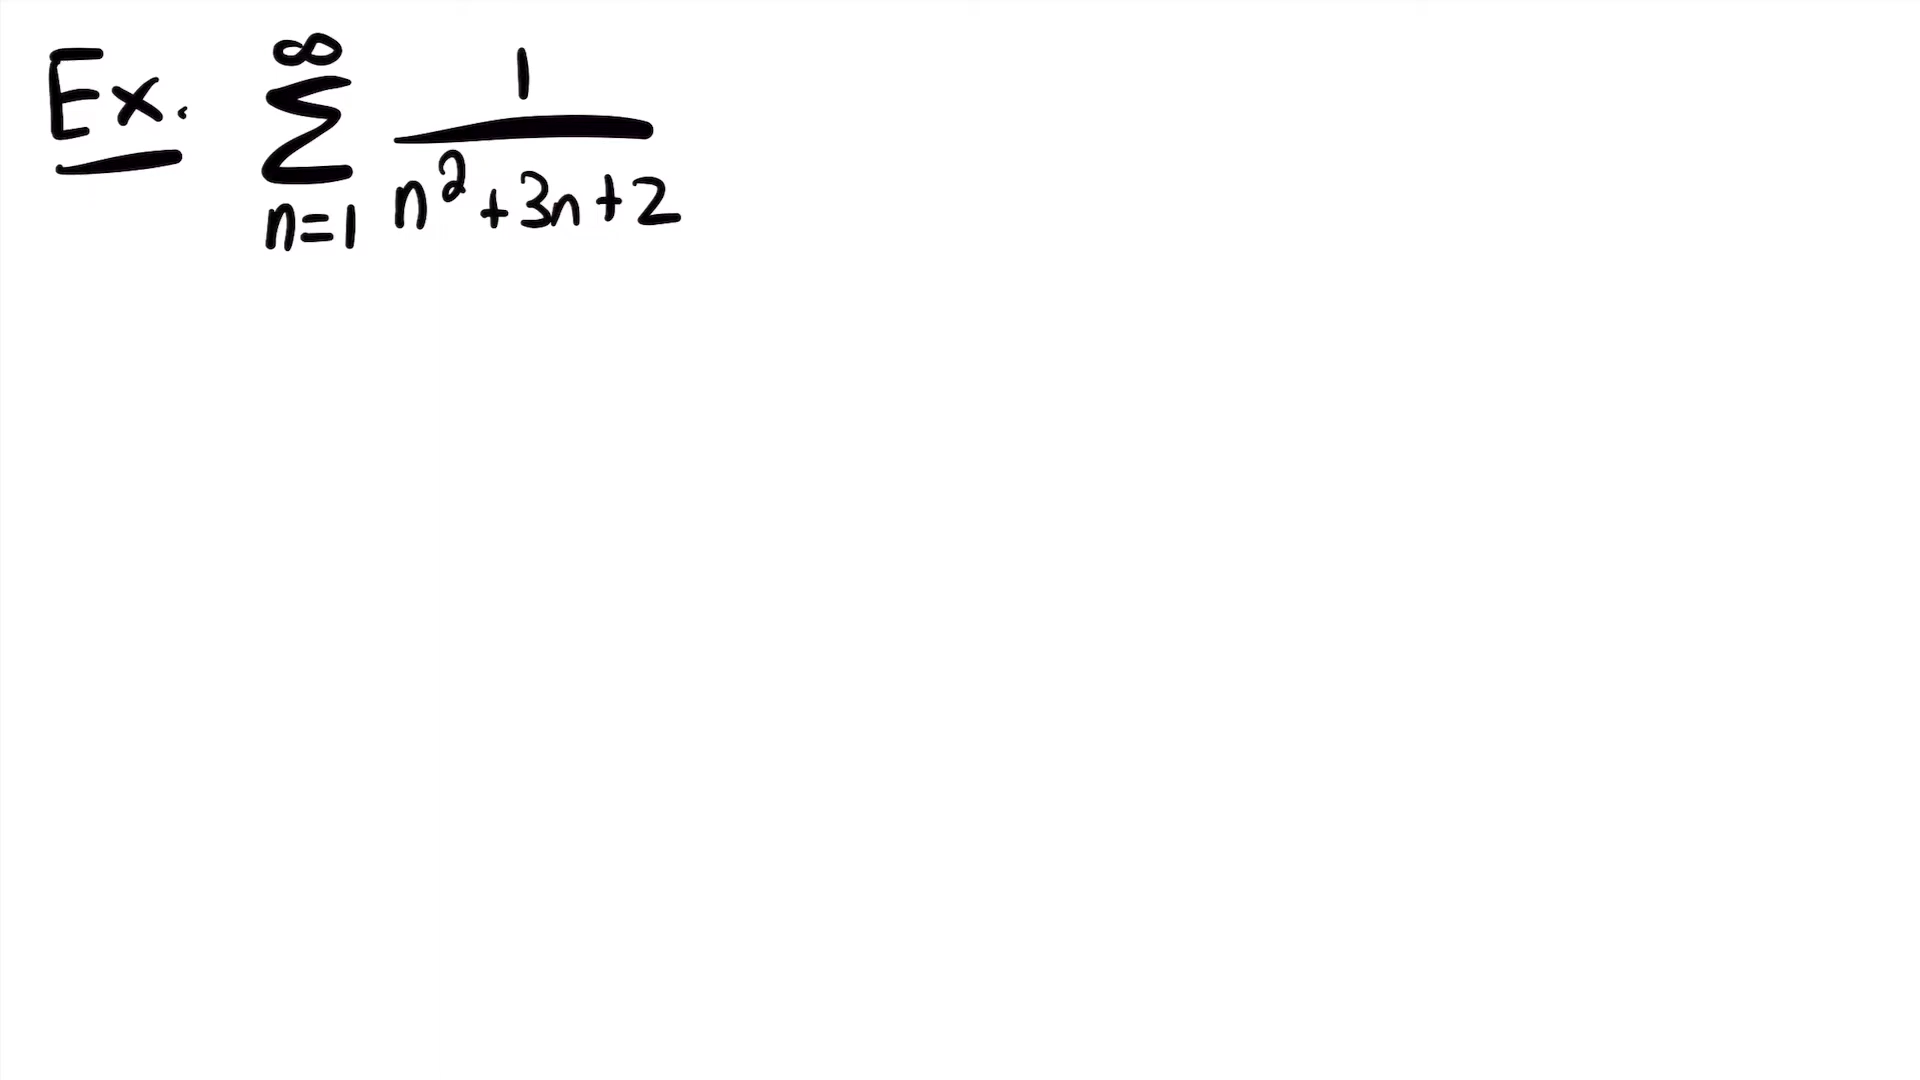 Ex. ∞ ∑ n=1 1/(n²+3n+2)